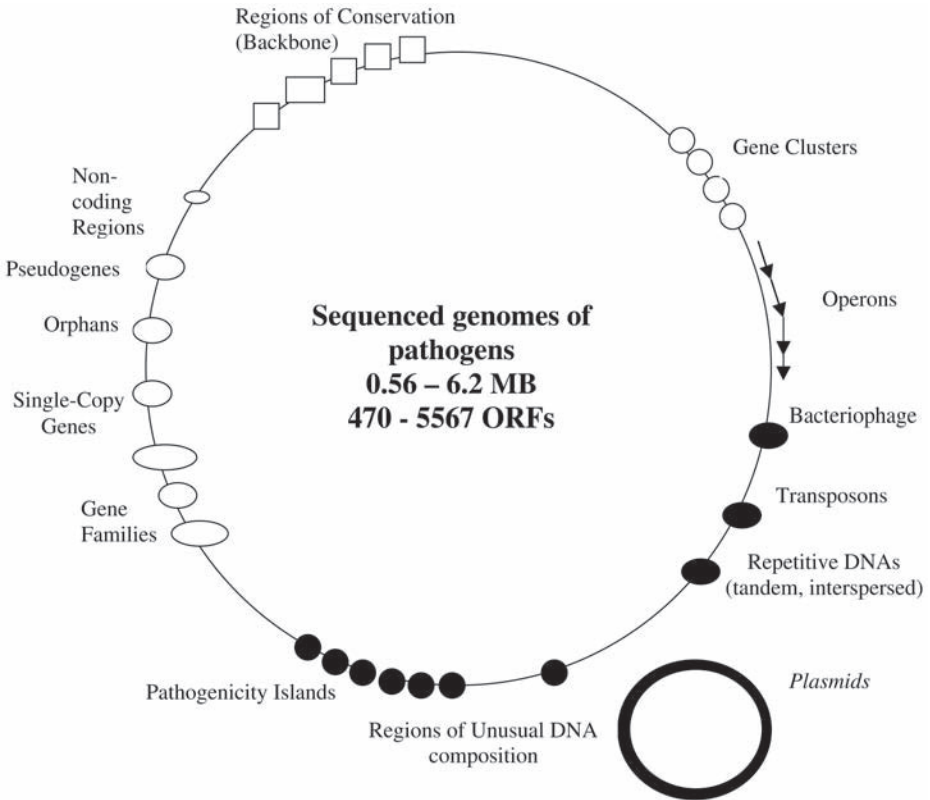 Regions of Conservation
(Backbone)
Gene Clusters
Non-
coding
Regions
Pseudogenes
Operons
Orphans
Sequenced genomes of
pathogens
0.56 – 6.2 MB
470 - 5567 ORFs
Single-Copy
Genes
Bacteriophage
Gene
Families
Transposons
Repetitive DNAs
(tandem, interspersed)
Pathogenicity Islands
Plasmids
Regions of Unusual DNA
composition